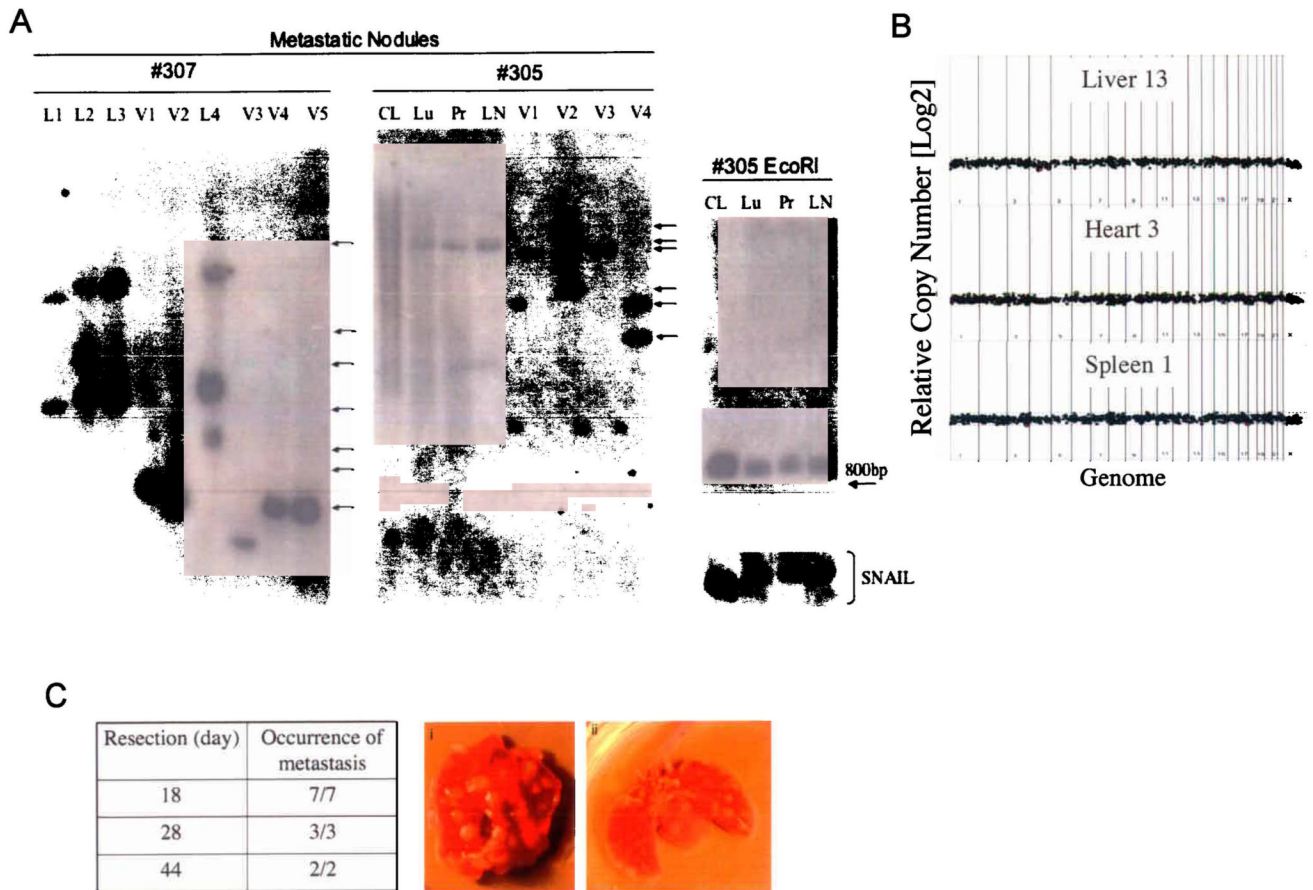 A
Metastatic Nodules
#307
L1 L2 L3 V1 V2 L4 V3 V4 V5
#305
CL Lu Pr LN V1 V2 V3 V4
#305 EcoRI
CL Lu Pr LN
800bp
SNAIL
B
Relative Copy Number [Log2]
Liver 13
Heart 3
Spleen 1
Genome
C
Resection (day) Occurrence of metastasis
18 7/7
28 3/3
44 2/2
i
ii